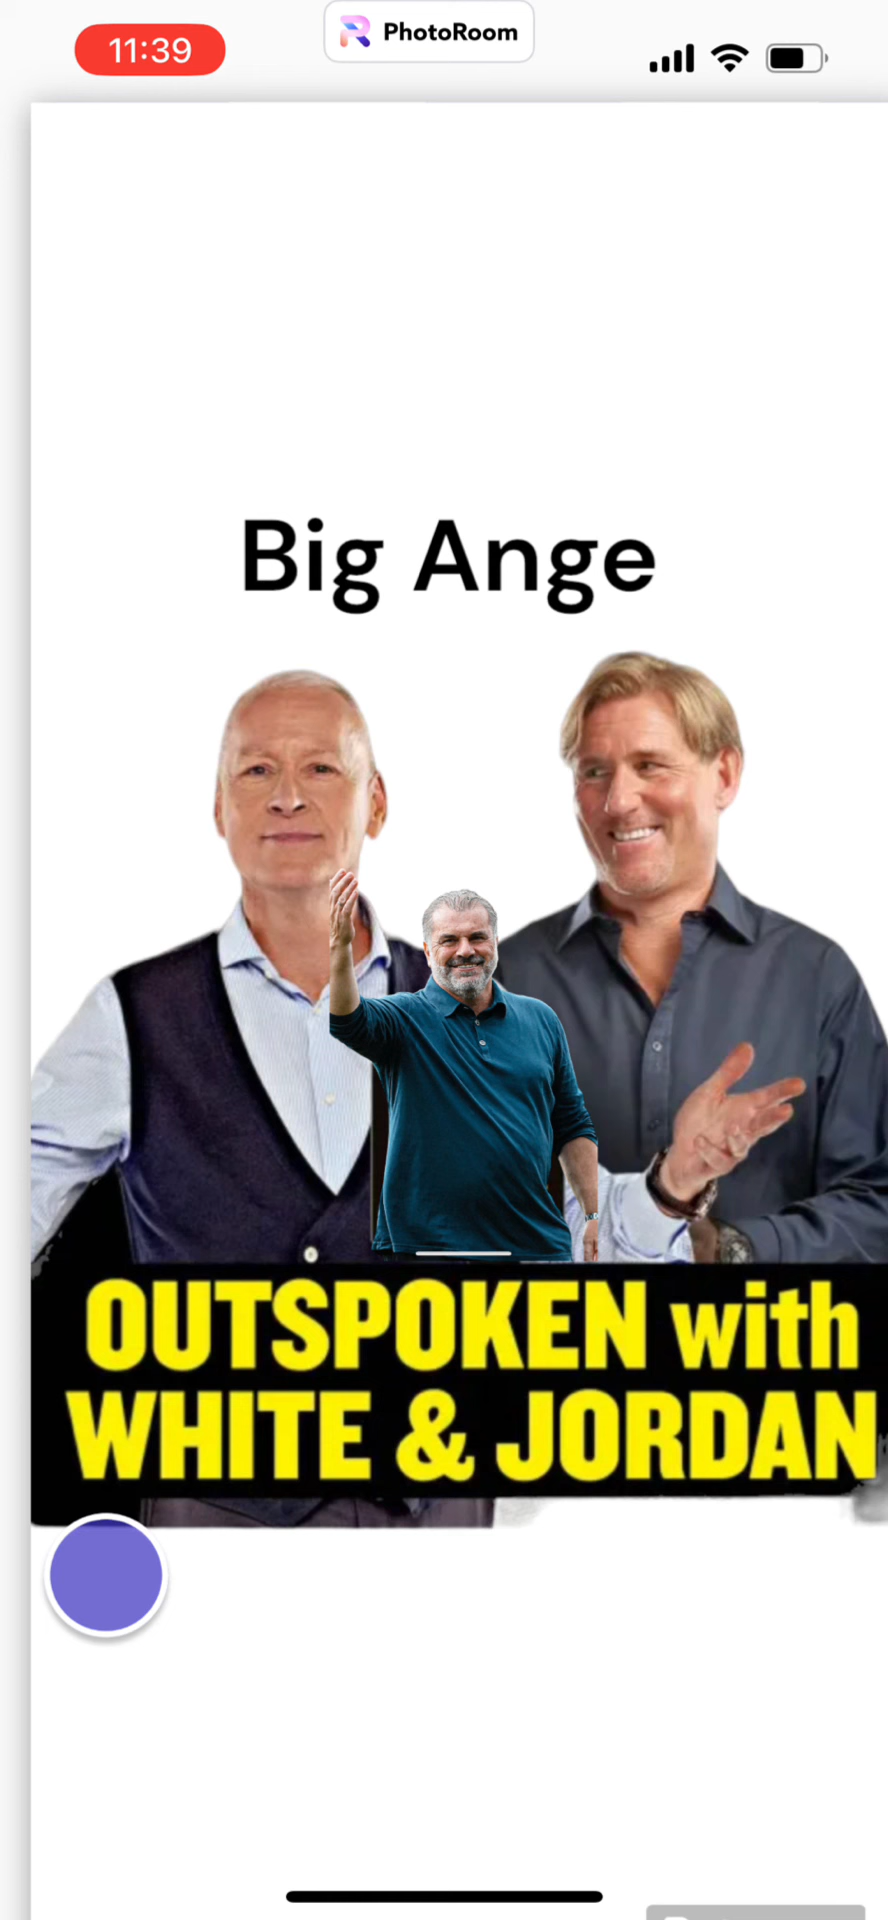 PhotoRoom
11:39
Big Ange
OUTSPOKEN with
WHITE & JORDAN